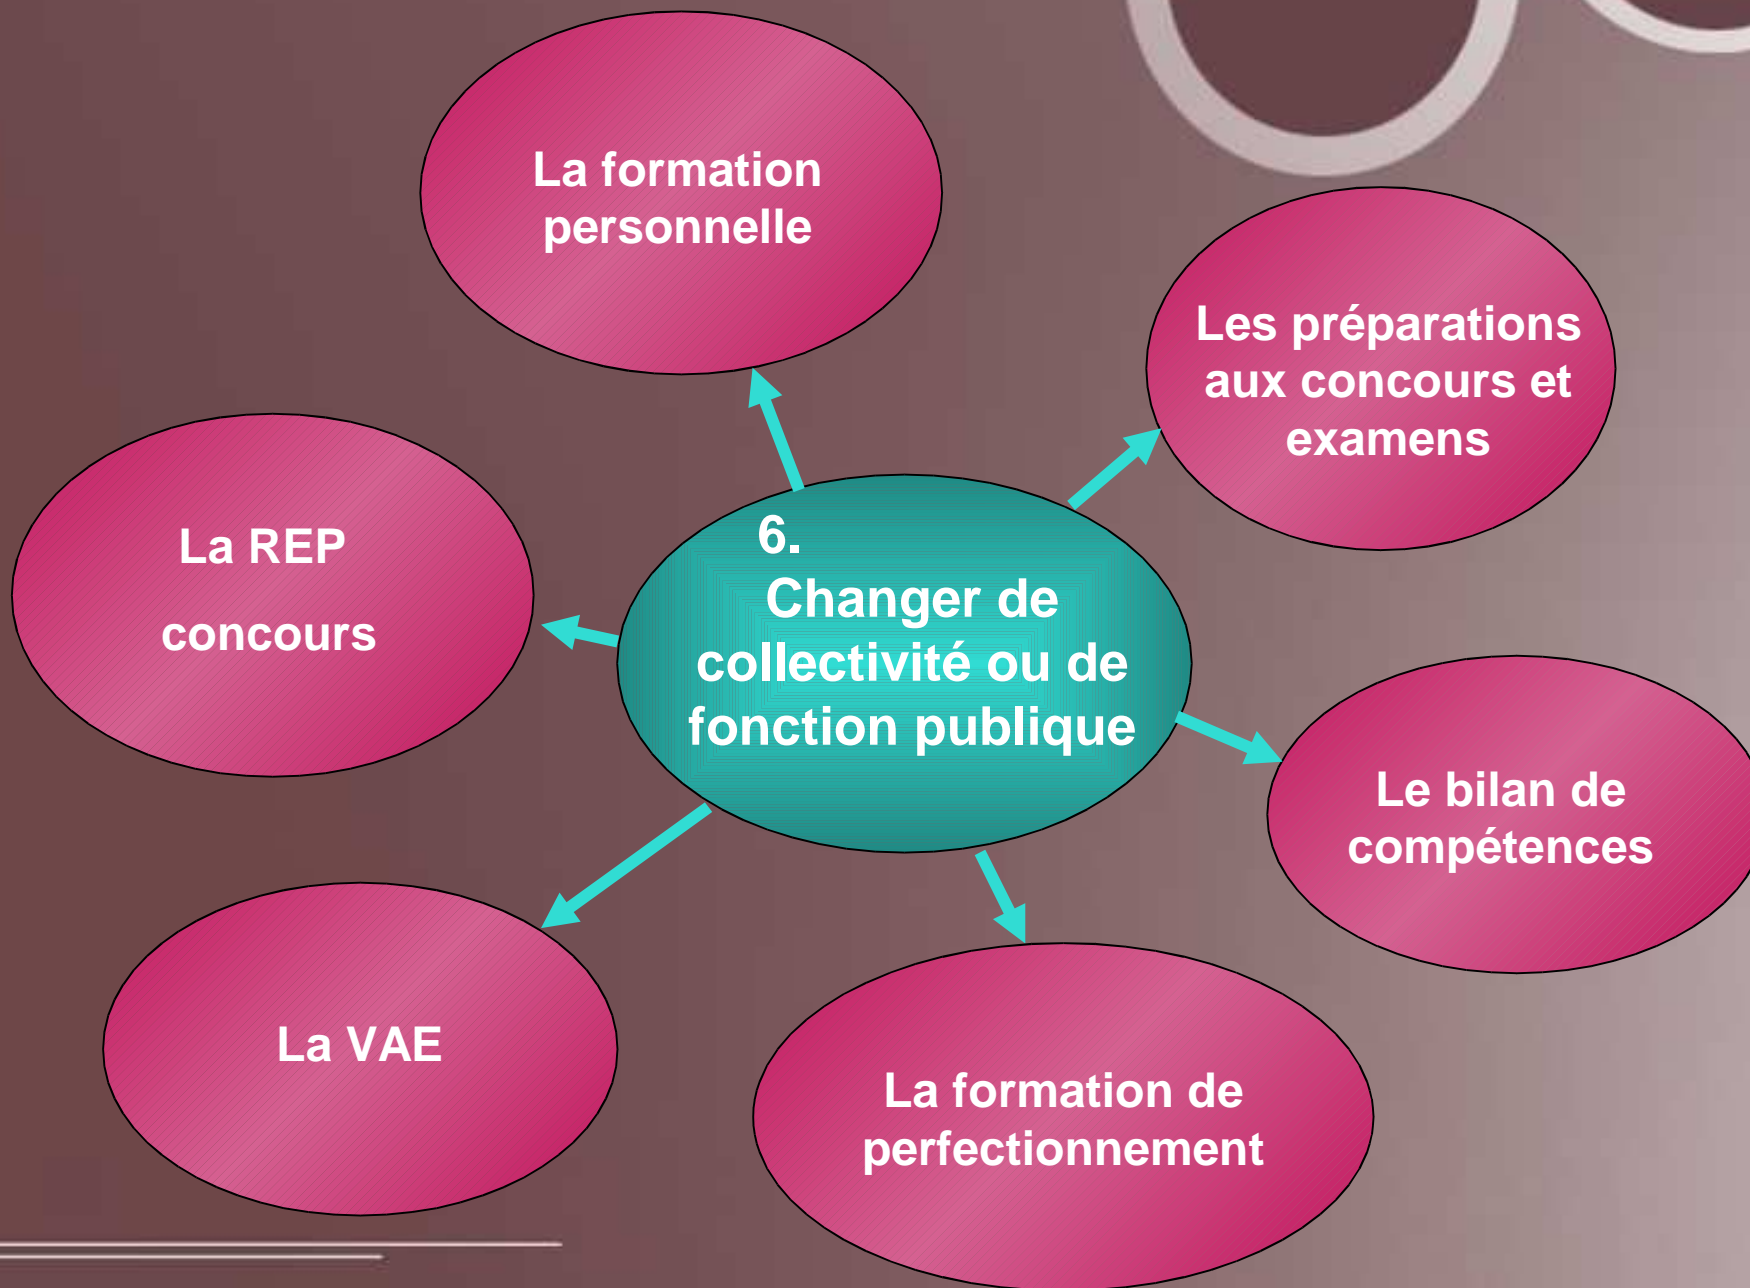 La formation
personnelle
Les préparations
aux concours et
examens
La REP
concours
6.
Changer de
collectivité ou de
fonction publique
Le bilan de
compétences
La VAE
La formation de
perfectionnement